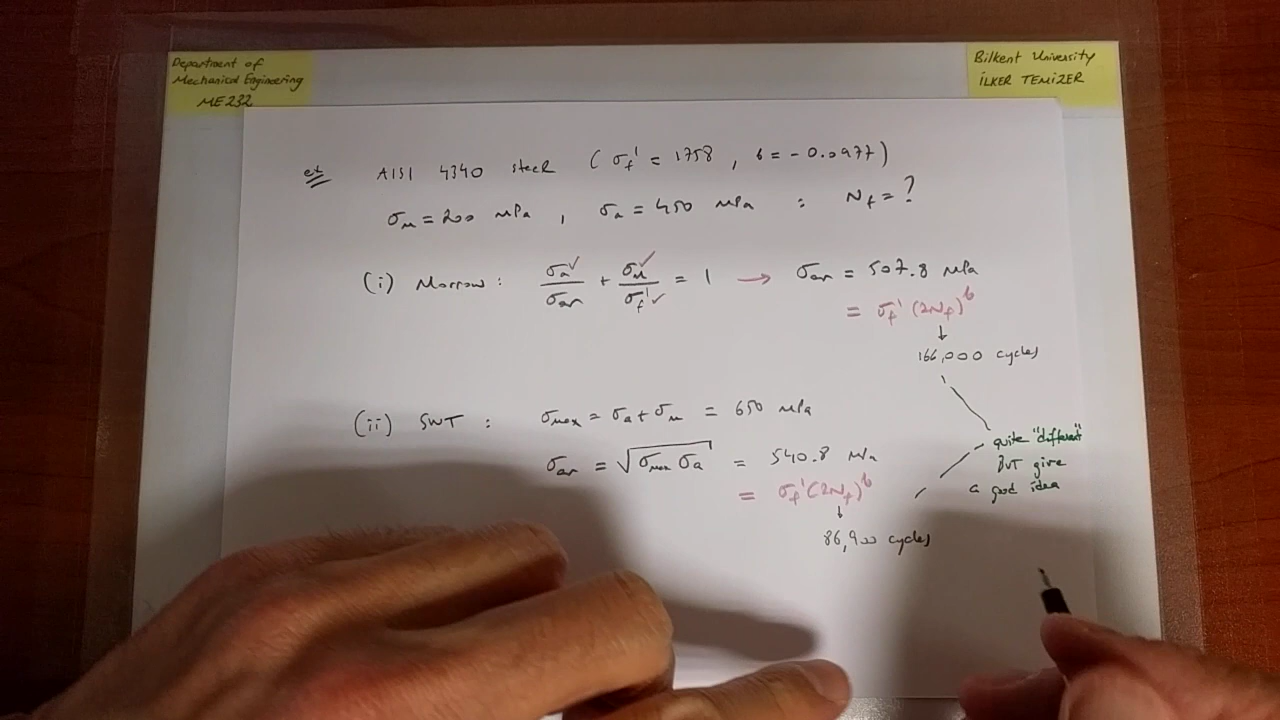 Department of
Mechanical Engineering
ME232
Bilkent University
İLKER TEMİZER
ex AISI 4340 steel (σf' = 1758, b = -0.0977)
σm = 200 MPa, σa = 450 MPa : Nf = ?
(i) Morrow: σa✓/σar + σm✓/σf'✓ = 1 → σar = 507.8 MPa
= σf' (2Nf)^b
↓
166,000 cycles
(ii) SWT : σmax = σa + σm = 650 MPa
σar = √σmax σa = 540.8 MPa
= σf' (2Nf)^b
↓
86,900 cycles
quite "different"
BUT give
a good idea